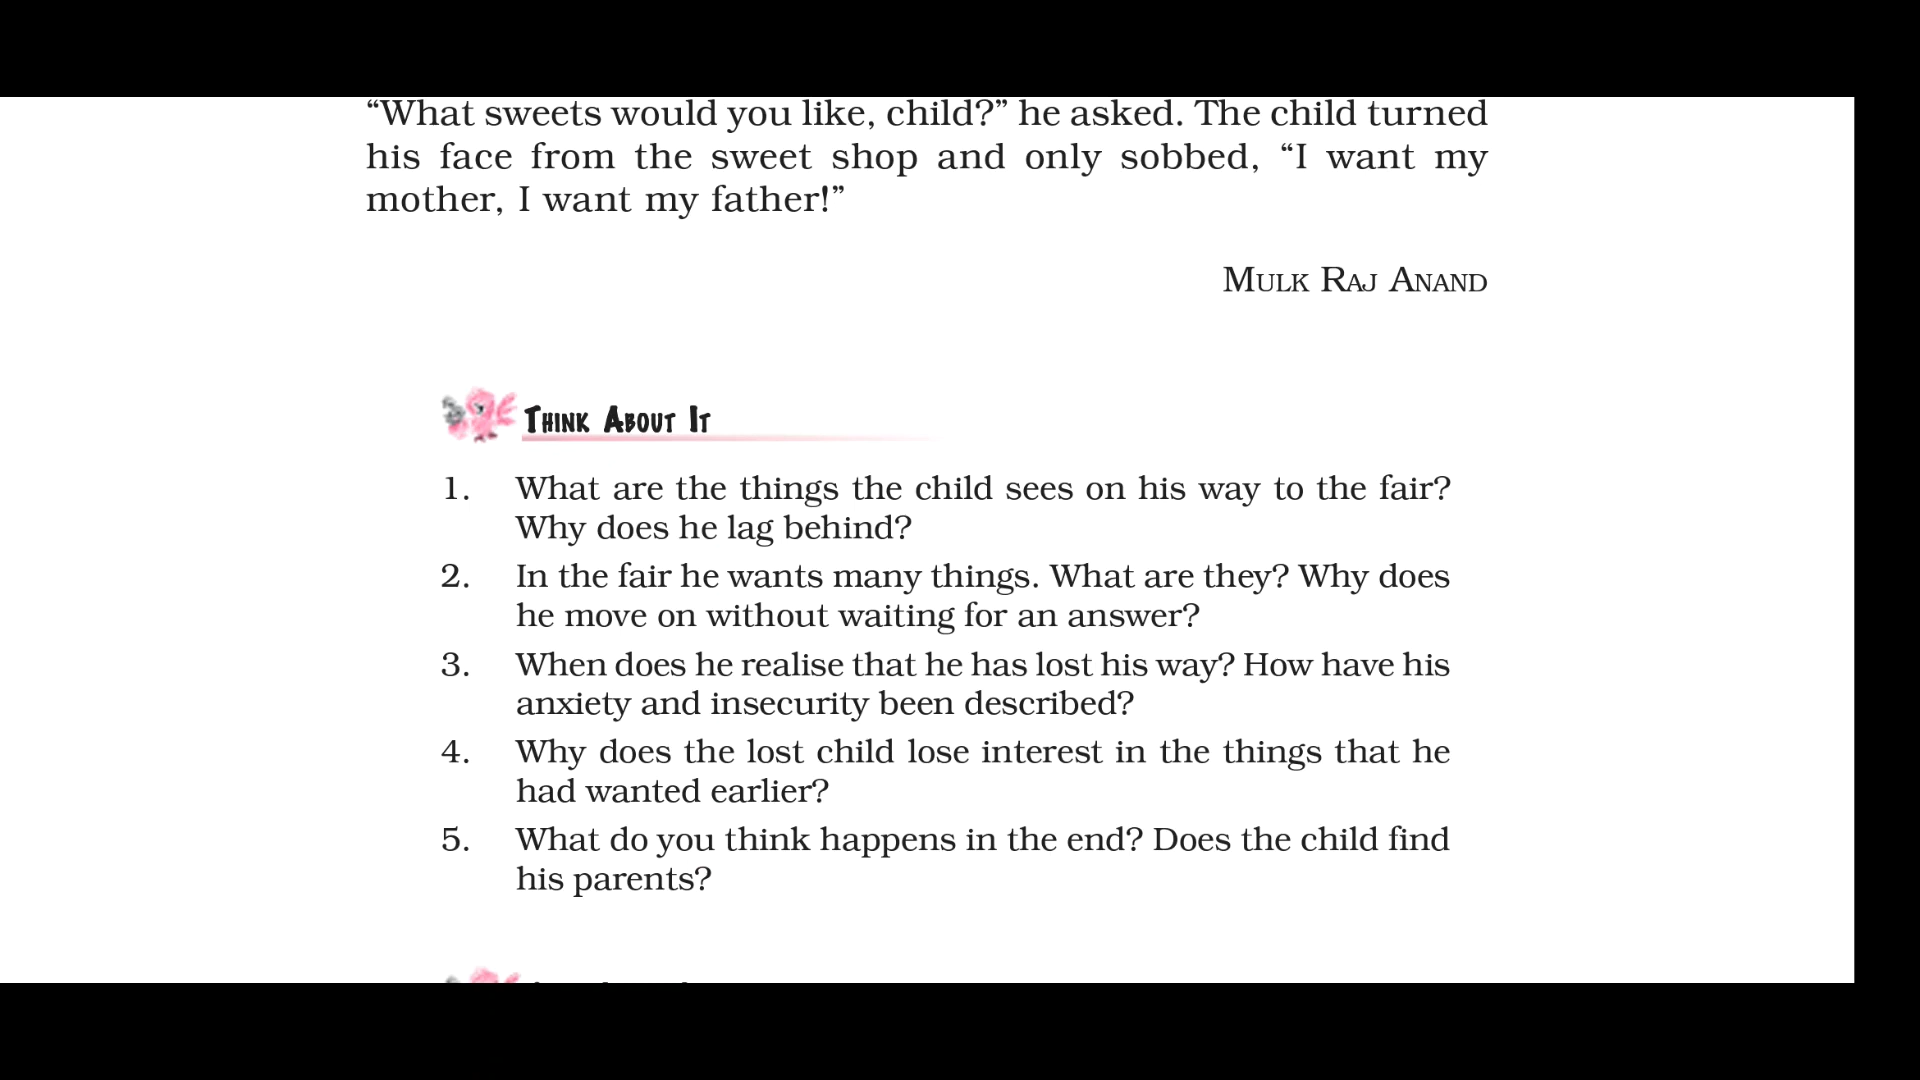 “What sweets would you like, child?” he asked. The child turned
his face from the sweet shop and only sobbed, “I want my
mother, I want my father!”
MULK RAJ ANAND
THINK ABOUT IT
1. What are the things the child sees on his way to the fair?
Why does he lag behind?
2. In the fair he wants many things. What are they? Why does
he move on without waiting for an answer?
3. When does he realise that he has lost his way? How have his
anxiety and insecurity been described?
4. Why does the lost child lose interest in the things that he
had wanted earlier?
5. What do you think happens in the end? Does the child find
his parents?